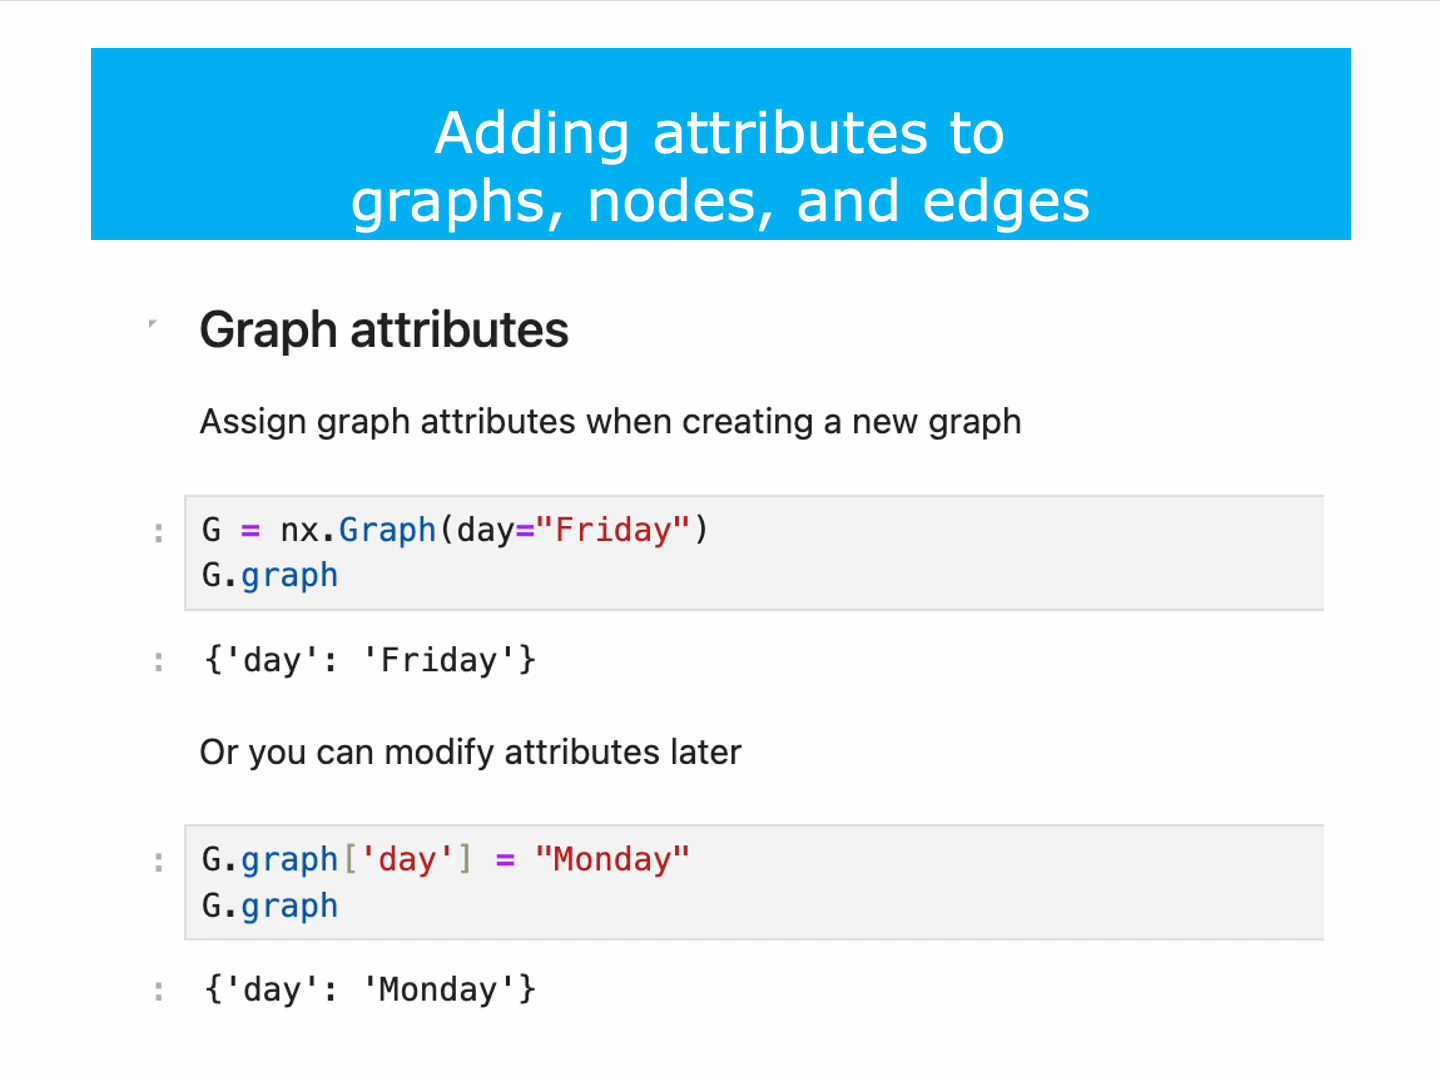 Adding attributes to
graphs, nodes, and edges
Graph attributes
Assign graph attributes when creating a new graph
: G = nx.Graph(day="Friday")
G.graph
: {'day': 'Friday'}
Or you can modify attributes later
: G.graph['day'] = "Monday"
G.graph
: {'day': 'Monday'}